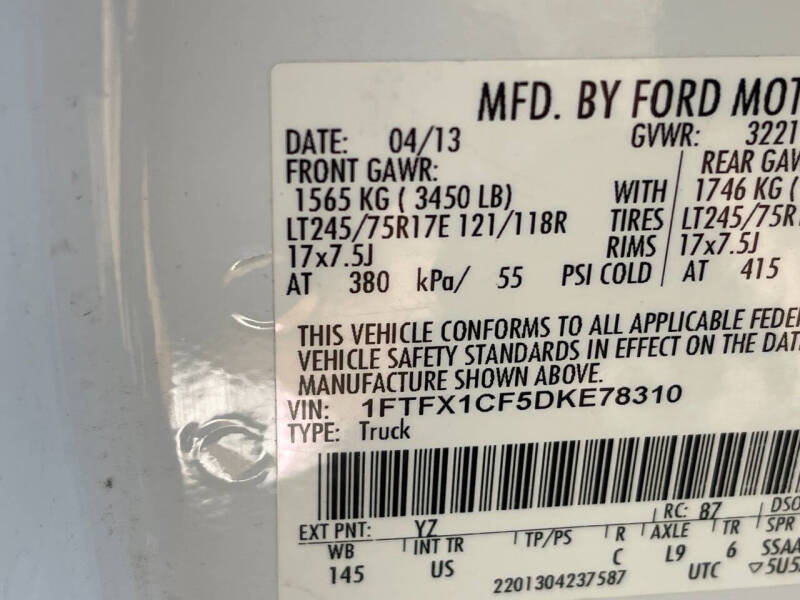 MFD. BY FORD MOT
DATE: 04/13 GVWR: 3221
FRONT GAWR: REAR GAW
1565 KG ( 3450 LB) WITH 1746 KG (
LT245/75R17E 121/118R TIRES LT245/75R1
17x7.5J RIMS 17x7.5J
AT 380 kPa/ 55 PSI COLD AT 415
THIS VEHICLE CONFORMS TO ALL APPLICABLE FEDE
VEHICLE SAFETY STANDARDS IN EFFECT ON THE DAT
MANUFACTURE SHOWN ABOVE.
VIN: 1FTFX1CF5DKE78310
TYPE: Truck
EXT PNT: YZ RC: 87 DSO
WB INT TR TP/PS R AXLE TR SPR
145 US C L9 6 SSAA
2201304237587 UTC ▽5U5